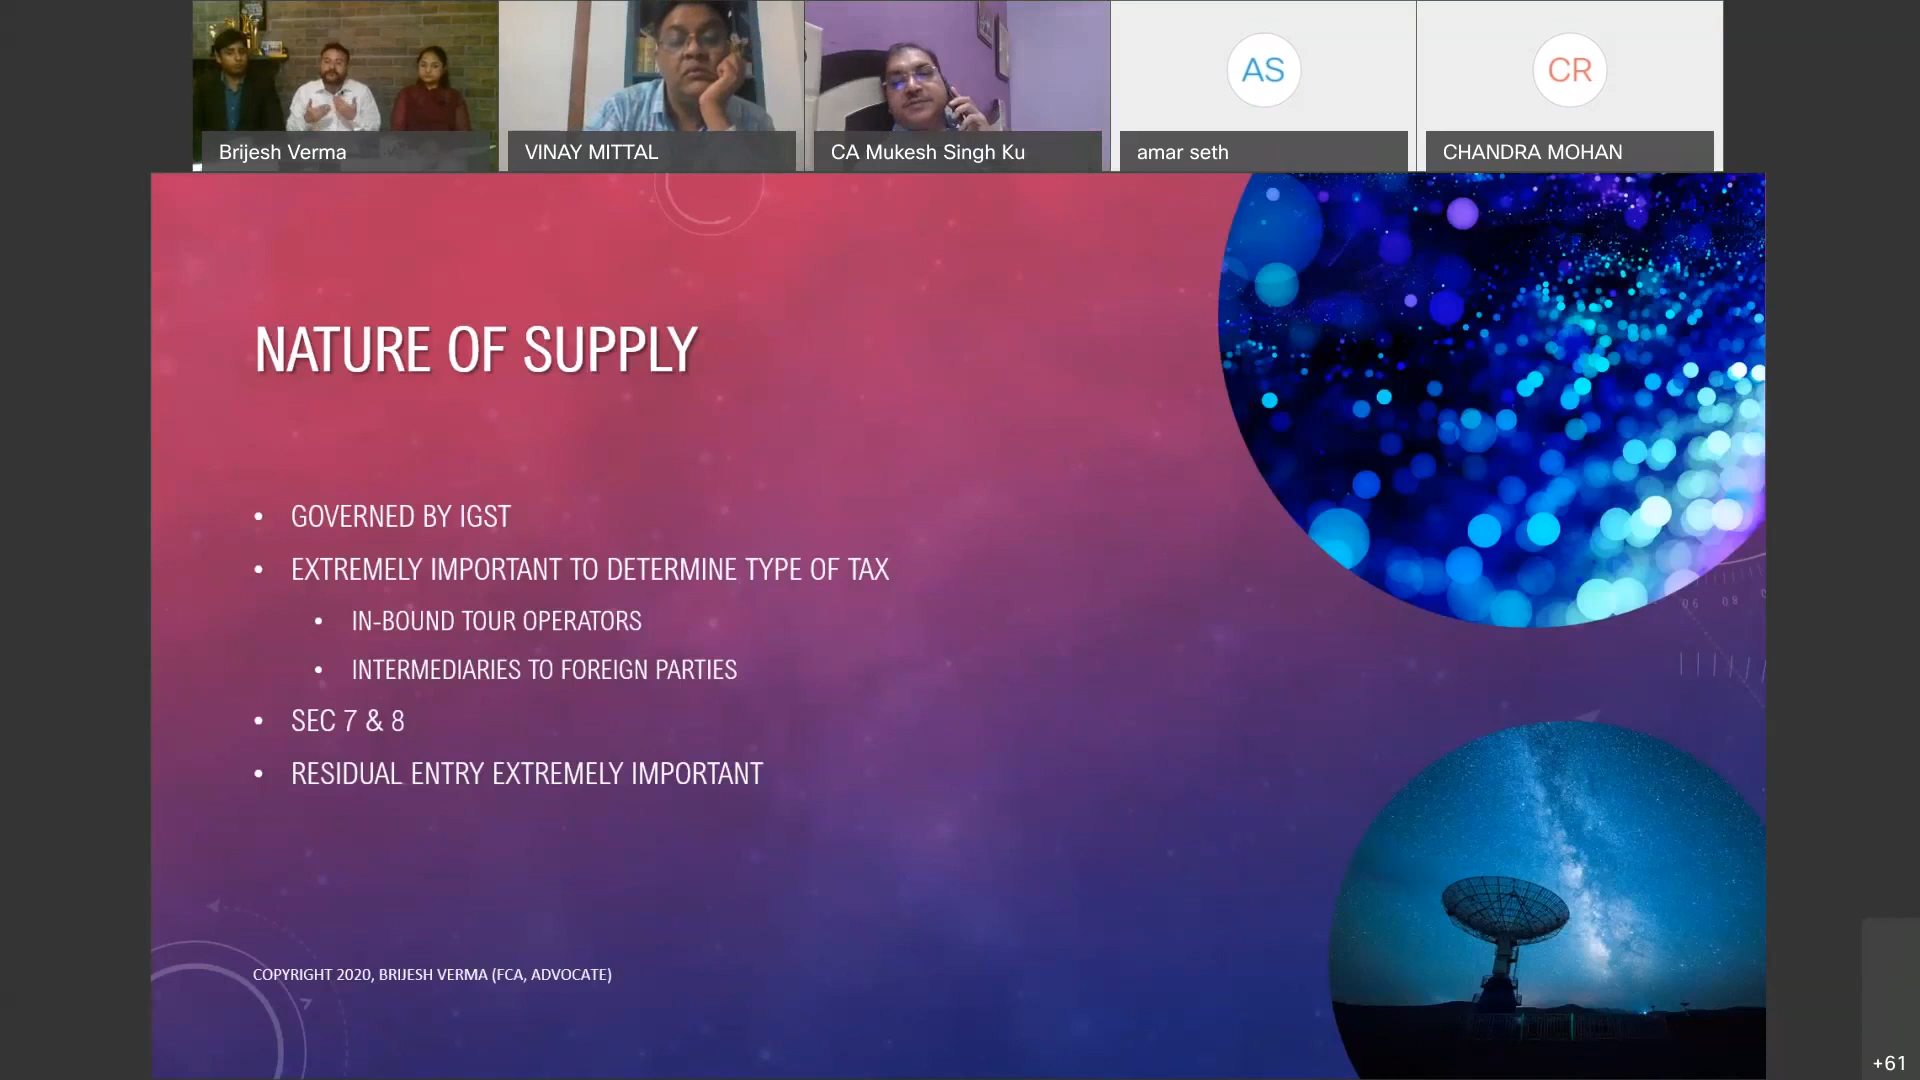 Brijesh Verma
VINAY MITTAL
CA Mukesh Singh Ku
AS
amar seth
CR
CHANDRA MOHAN
NATURE OF SUPPLY
• GOVERNED BY IGST
• EXTREMELY IMPORTANT TO DETERMINE TYPE OF TAX
• IN-BOUND TOUR OPERATORS
• INTERMEDIARIES TO FOREIGN PARTIES
• SEC 7 & 8
• RESIDUAL ENTRY EXTREMELY IMPORTANT
COPYRIGHT 2020, BRIJESH VERMA (FCA, ADVOCATE)
+61